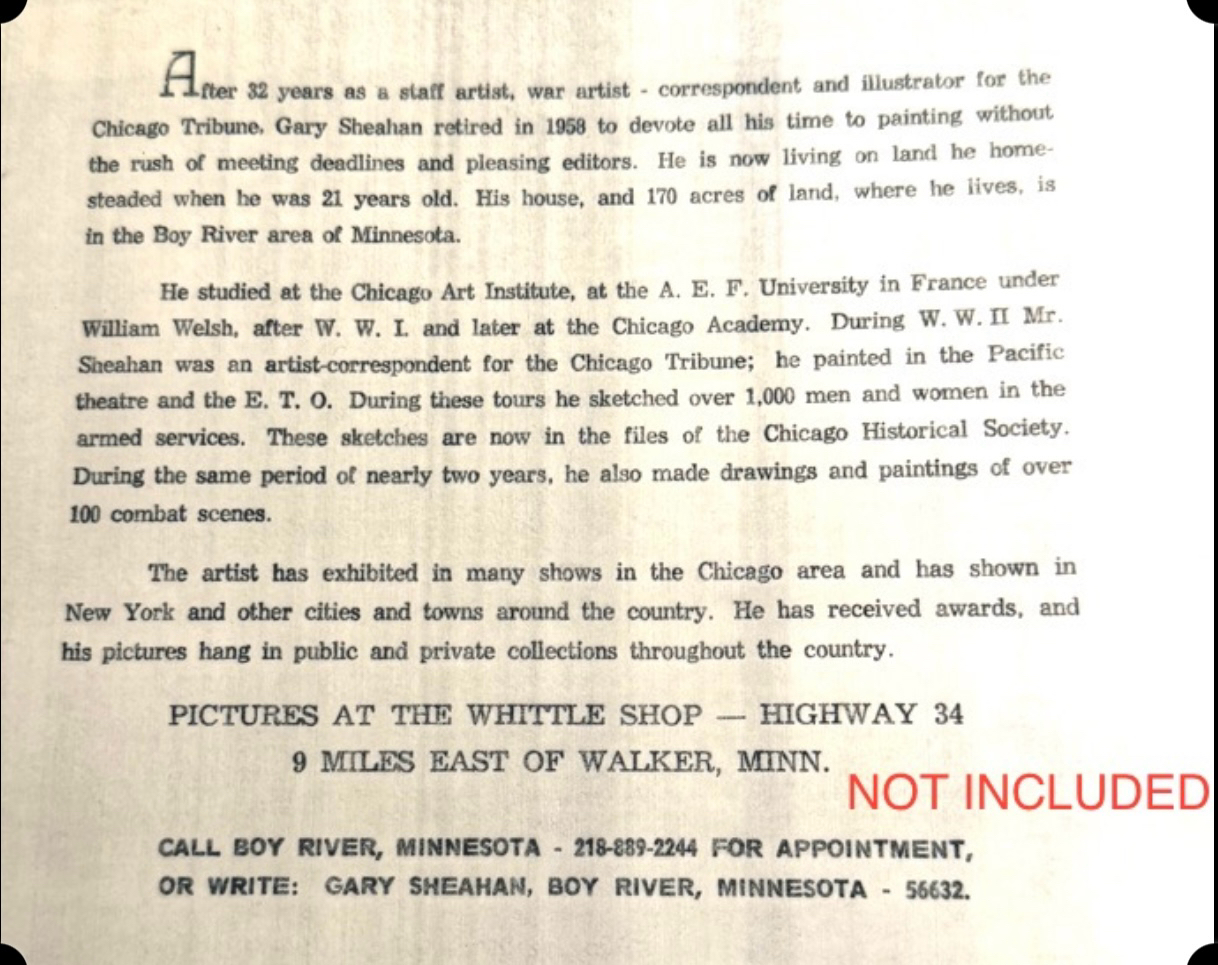 After 32 years as a staff artist, war artist - correspondent and illustrator for the
Chicago Tribune, Gary Sheahan retired in 1958 to devote all his time to painting without
the rush of meeting deadlines and pleasing editors. He is now living on land he home-
steaded when he was 21 years old. His house, and 170 acres of land, where he lives, is
in the Boy River area of Minnesota.
He studied at the Chicago Art Institute, at the A. E. F. University in France under
William Welsh, after W. W. I. and later at the Chicago Academy. During W. W. II Mr.
Sheahan was an artist-correspondent for the Chicago Tribune; he painted in the Pacific
theatre and the E. T. O. During these tours he sketched over 1,000 men and women in the
armed services. These sketches are now in the files of the Chicago Historical Society.
During the same period of nearly two years, he also made drawings and paintings of over
100 combat scenes.
The artist has exhibited in many shows in the Chicago area and has shown in
New York and other cities and towns around the country. He has received awards, and
his pictures hang in public and private collections throughout the country.
PICTURES AT THE WHITTLE SHOP — HIGHWAY 34
9 MILES EAST OF WALKER, MINN.
NOT INCLUDED
CALL BOY RIVER, MINNESOTA - 218-889-2244 FOR APPOINTMENT,
OR WRITE: GARY SHEAHAN, BOY RIVER, MINNESOTA - 56632.